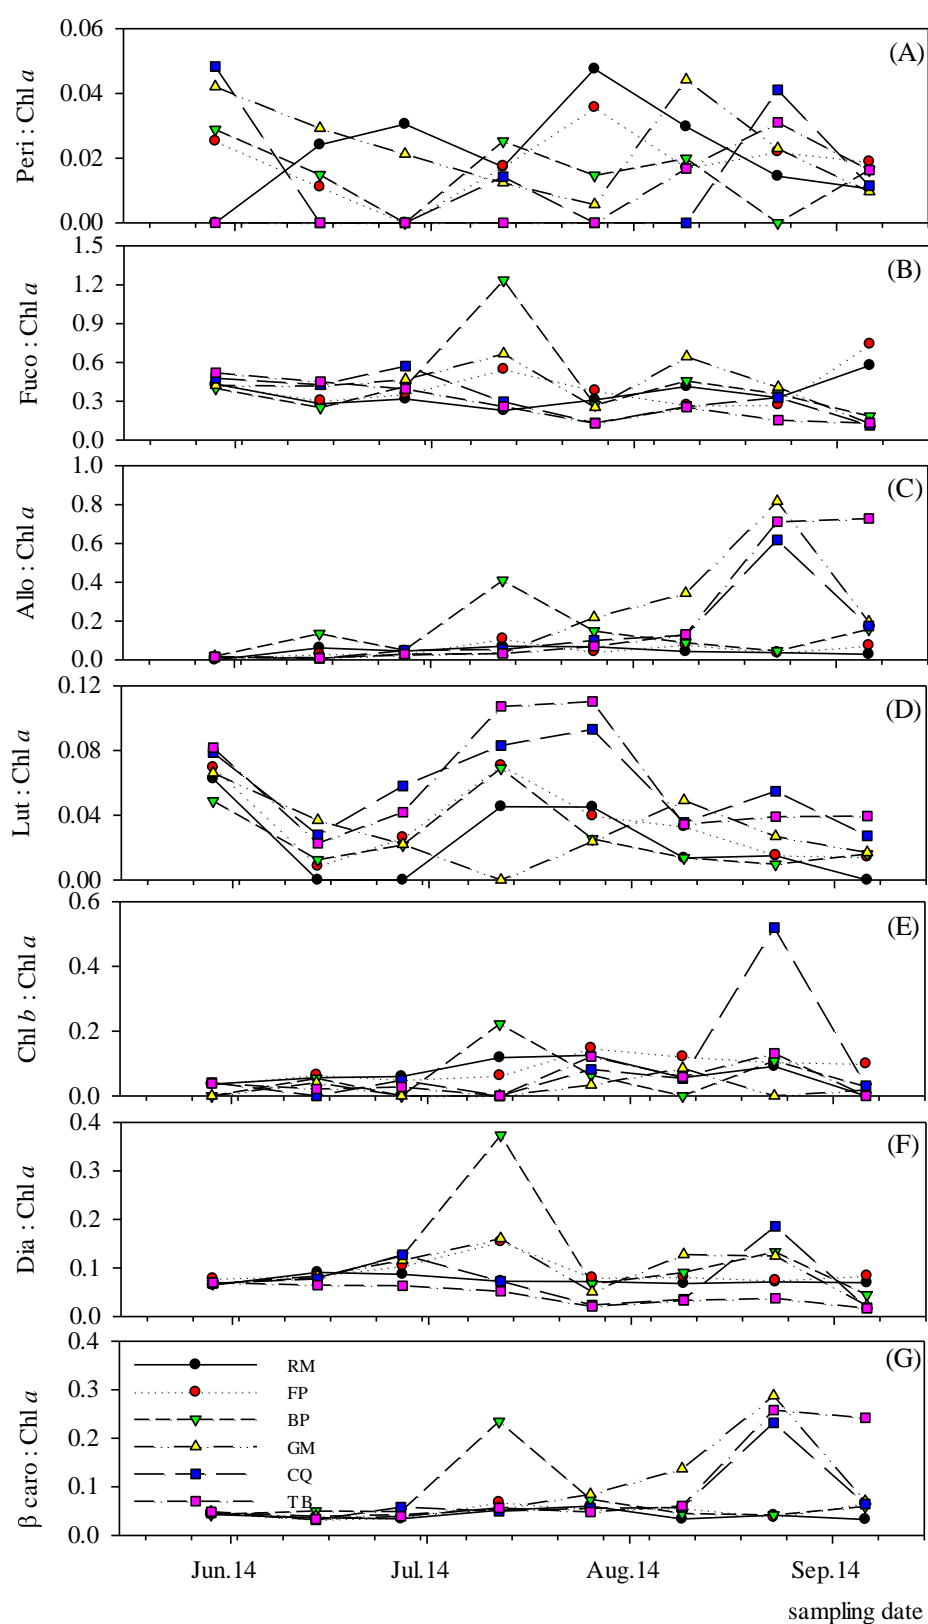 0.06
(A)
0.04
0.02
0.00
Peri : Chl a
1.5
(B)
1.2
0.9
0.6
0.3
0.0
Fuco : Chl a
1.0
(C)
0.8
0.6
0.4
0.2
0.0
Allo : Chl a
0.12
(D)
0.08
0.04
0.00
Lut : Chl a
0.6
(E)
0.4
0.2
0.0
Chl b : Chl a
0.4
(F)
0.3
0.2
0.1
0.0
Dia : Chl a
0.4
(G)
0.3
0.2
0.1
0.0
β caro : Chl a
RM
FP
BP
GM
CQ
TB
Jun.14 Jul.14 Aug.14 Sep.14
sampling date